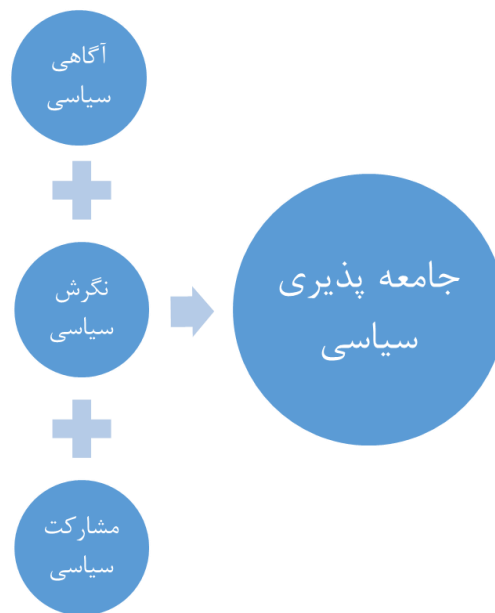 آگاهی
سیاسی
نگرش
سیاسی
مشارکت
سیاسی
جامعه پذیری
سیاسی